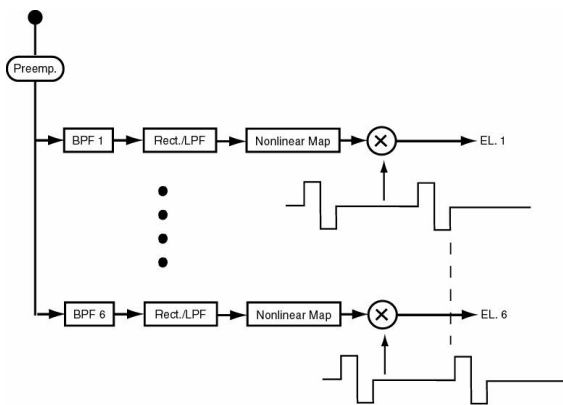 Preemp.
BPF 1
Rect./LPF
Nonlinear Map
EL. 1
BPF 6
Rect./LPF
Nonlinear Map
EL. 6